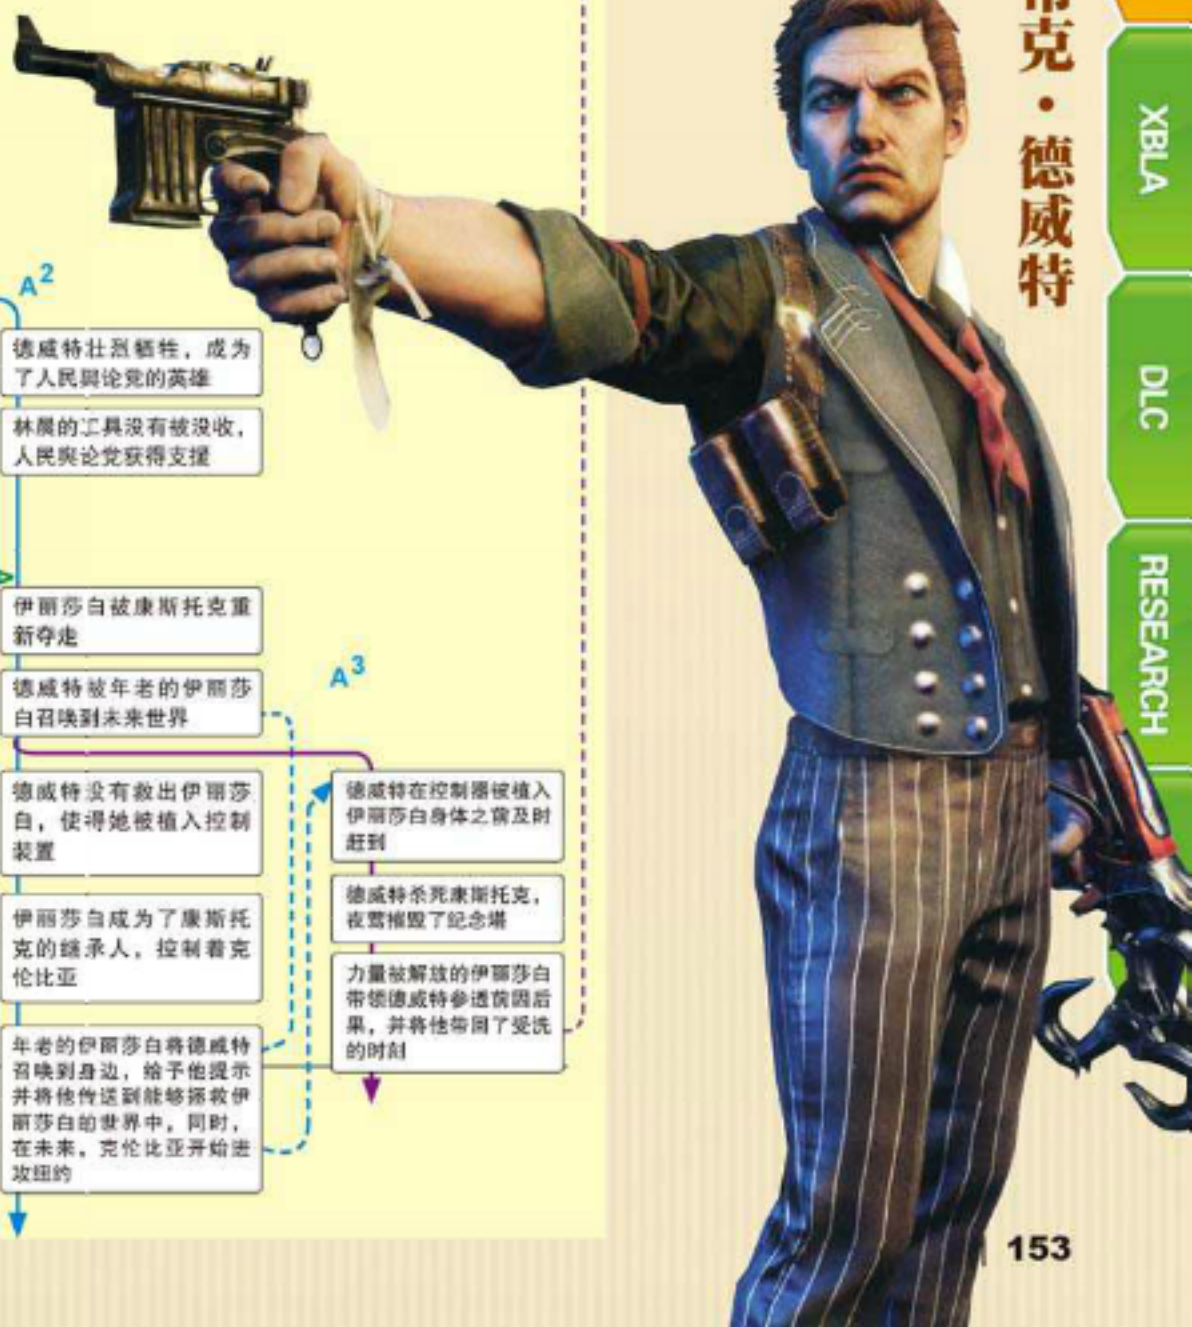 A²
德威特壮烈牺牲，成为
了人民舆论党的英雄
林晨的工具没有被没收，
人民舆论党获得支援
伊丽莎白被康斯托克重
新夺走
德威特被年老的伊丽莎
白召唤到未来世界
德威特没有救出伊丽莎
白，使得她被植入控制
装置
伊丽莎白成为了康斯托
克的继承人，控制着克
伦比亚
年老的伊丽莎白将德威特
召唤到身边，给予他提示
并将他传送到能够拯救伊
丽莎白的世界中，同时，
在未来，克伦比亚开始进
攻纽约
A³
德威特在控制器被植入
伊丽莎白身体之前及时
赶到
德威特杀死康斯托克，
夜莺摧毁了纪念塔
力量被解放的伊丽莎白
带领德威特参透前因后
果，并将他带回了受洗
的时刻
克·德威特
XBLA
DLC
RESEARCH
153